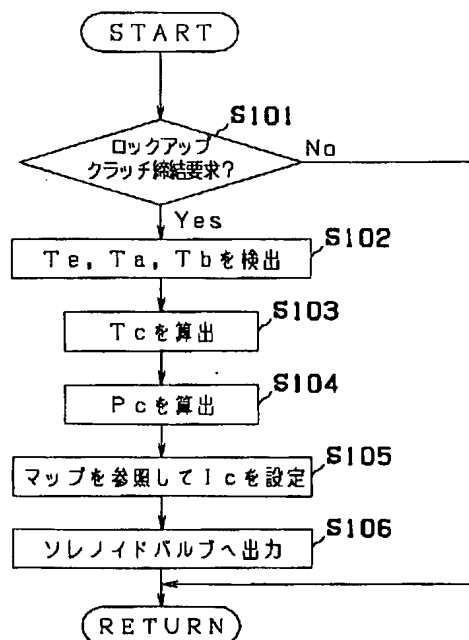 START
S101
ロックアップ
クラッチ締結要求?
No
Yes
S102
Te, Ta, Tbを検出
S103
Tcを算出
S104
Pcを算出
S105
マップを参照してIcを設定
S106
ソレノイドバルブへ出力
RETURN